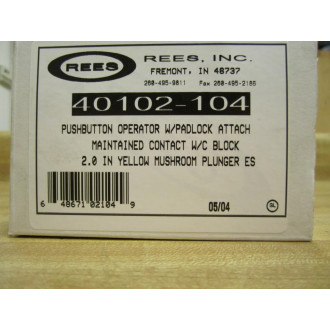 REES
REES, INC.
FREMONT, IN 46737
260-495-9811 Fax 260-495-2186
40102-104
PUSHBUTTON OPERATOR W/PADLOCK ATTACH
MAINTAINED CONTACT W/C BLOCK
2.0 IN YELLOW MUSHROOM PLUNGER ES
6 48671 02104 9
05/04